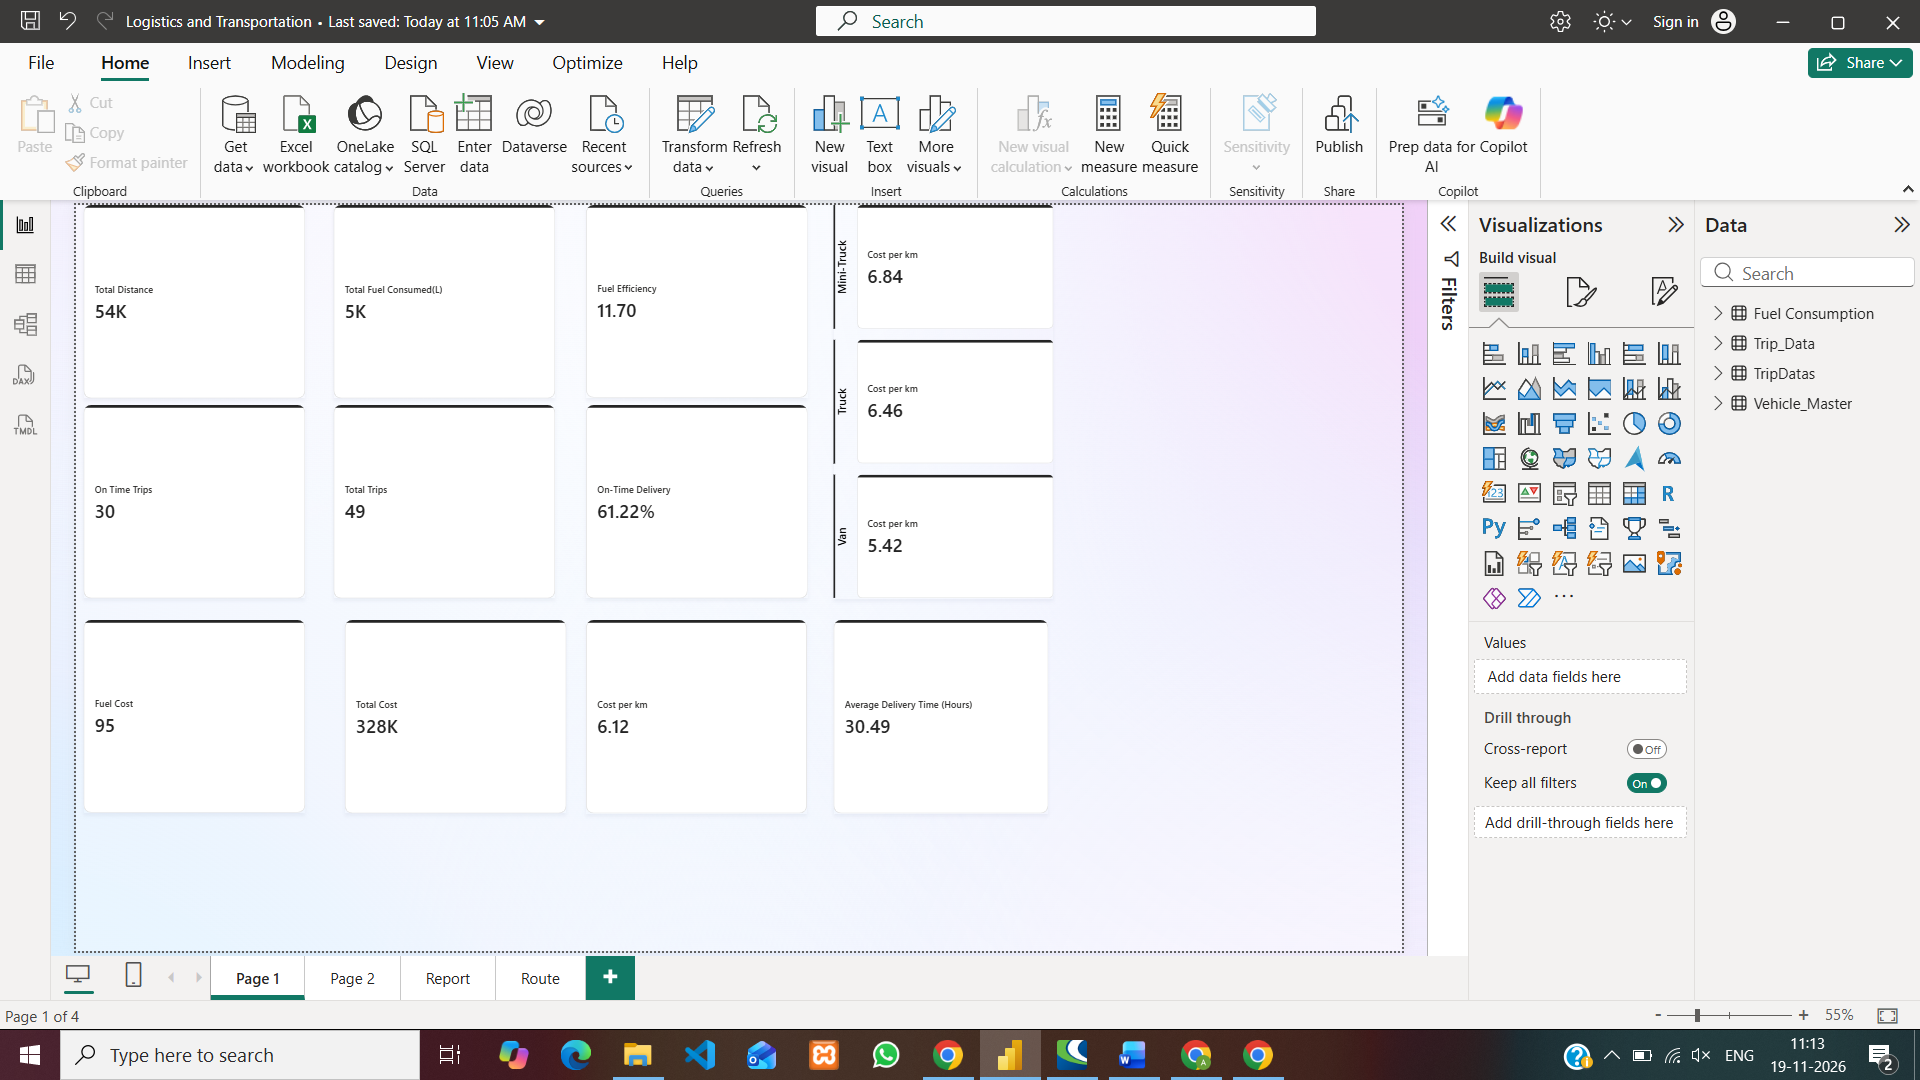 Logistics and Transportation • Last saved: Today at 11:05 AM
Search
Sign in
File
Home
Insert
Modeling
Design
View
Optimize
Help
Share
Paste
Cut
Copy
Format painter
Clipboard
Get data
Excel workbook
OneLake catalog
SQL Server
Enter data
Dataverse
Recent sources
Data
Transform data
Refresh
Queries
New visual
Text box
More visuals
Insert
New visual calculation
New measure
Quick measure
Calculations
Sensitivity
Sensitivity
Publish
Share
Prep data for AI
Copilot
Copilot
DAX
TMDL
Total Distance
54K
Total Fuel Consumed(L)
5K
Fuel Efficiency
11.70
Mini-Truck
Cost per km
6.84
Truck
Cost per km
6.46
On Time Trips
30
Total Trips
49
On-Time Delivery
61.22%
Van
Cost per km
5.42
Fuel Cost
95
Total Cost
328K
Cost per km
6.12
Average Delivery Time (Hours)
30.49
Filters
Visualizations
Build visual
123
R
Py
Values
Add data fields here
Drill through
Cross-report
Off
Keep all filters
On
Add drill-through fields here
Data
Search
Fuel Consumption
Trip_Data
TripDatas
Vehicle_Master
Page 1
Page 2
Report
Route
Page 1 of 4
55%
Type here to search
ENG
11:13
19-11-2026
2